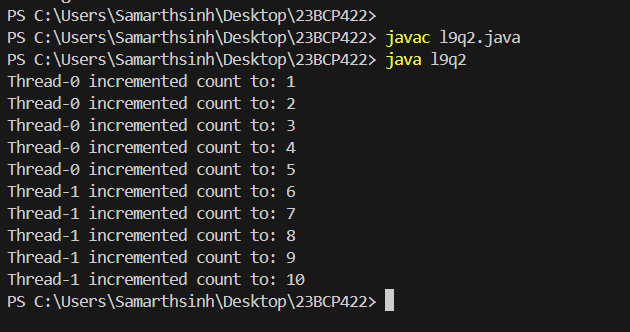 PS C:\Users\Samarthsinh\Desktop\23BCP422>
PS C:\Users\Samarthsinh\Desktop\23BCP422> javac l9q2.java
PS C:\Users\Samarthsinh\Desktop\23BCP422> java l9q2
Thread-0 incremented count to: 1
Thread-0 incremented count to: 2
Thread-0 incremented count to: 3
Thread-0 incremented count to: 4
Thread-0 incremented count to: 5
Thread-1 incremented count to: 6
Thread-1 incremented count to: 7
Thread-1 incremented count to: 8
Thread-1 incremented count to: 9
Thread-1 incremented count to: 10
PS C:\Users\Samarthsinh\Desktop\23BCP422>